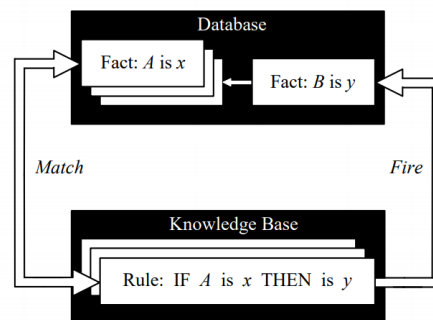 Database
Fact: A is x
Fact: B is y
Match
Fire
Knowledge Base
Rule: IF A is x THEN is y